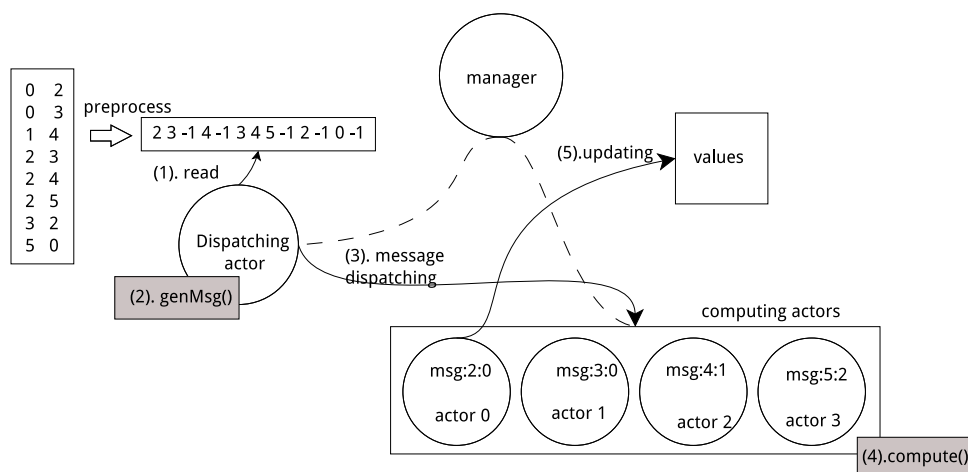 manager
0 2
0 3
1 4
2 3
2 4
2 5
3 2
5 0
preprocess
2 3 -1 4 -1 3 4 5 -1 2 -1 0 -1
(1). read
(5).updating
values
Dispatching
actor
(2). genMsg()
(3). message
dispatching
computing actors
msg:2:0
actor 0
msg:3:0
actor 1
msg:4:1
actor 2
msg:5:2
actor 3
(4).compute()